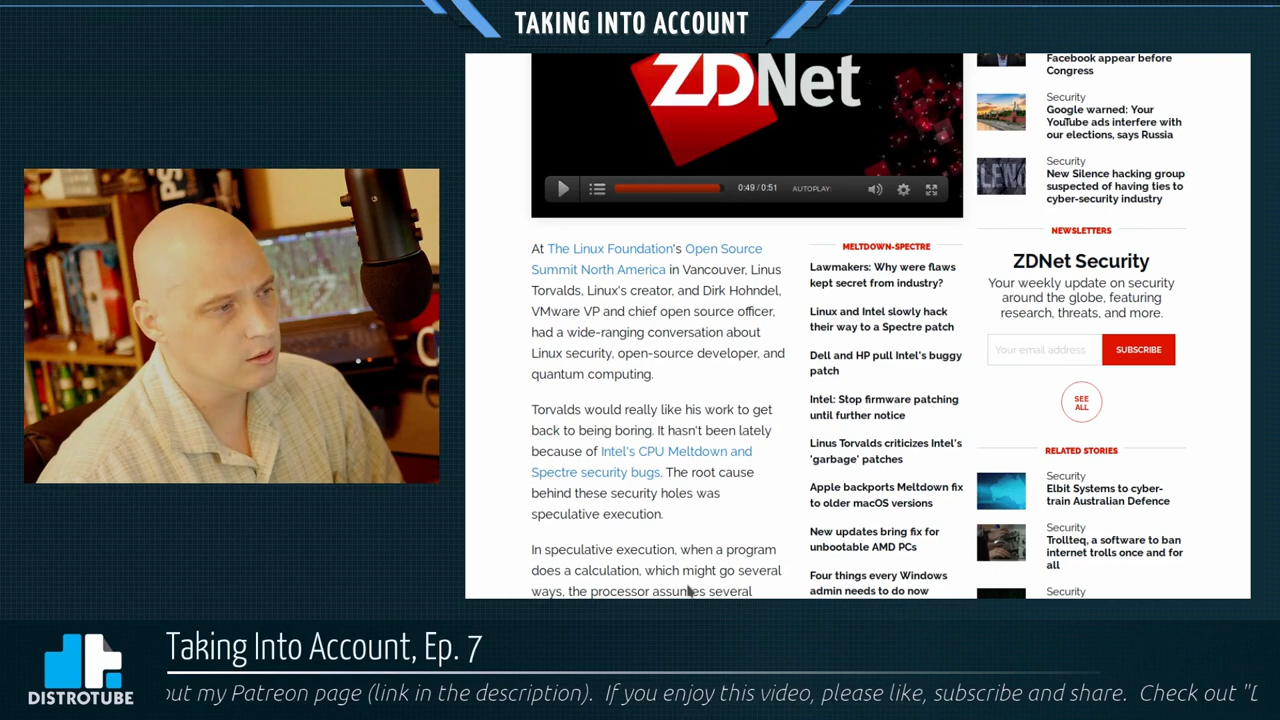 TAKING INTO ACCOUNT
ZDNet
0:49 / 0:51
AUTOPLAY:
At The Linux Foundation's Open Source
Summit North America in Vancouver, Linus
Torvalds, Linux's creator, and Dirk Hohndel,
VMware VP and chief open source officer,
had a wide-ranging conversation about
Linux security, open-source developer, and
quantum computing.
Torvalds would really like his work to get
back to being boring. It hasn't been lately
because of Intel's CPU Meltdown and
Spectre security bugs. The root cause
behind these security holes was
speculative execution.
In speculative execution, when a program
does a calculation, which might go several
ways, the processor assumes several
MELTDOWN-SPECTRE
Lawmakers: Why were flaws
kept secret from industry?
Linux and Intel slowly hack
their way to a Spectre patch
Dell and HP pull Intel's buggy
patch
Intel: Stop firmware patching
until further notice
Linus Torvalds criticizes Intel's
'garbage' patches
Apple backports Meltdown fix
to older macOS versions
New updates bring fix for
unbootable AMD PCs
Four things every Windows
admin needs to do now
Facebook appear before
Congress
Security
Google warned: Your
YouTube ads interfere with
our elections, says Russia
Security
New Silence hacking group
suspected of having ties to
cyber-security industry
NEWSLETTERS
ZDNet Security
Your weekly update on security
around the globe, featuring
research, threats, and more.
Your email address
SUBSCRIBE
SEE
ALL
RELATED STORIES
Security
Elbit Systems to cyber-
train Australian Defence
Security
Trollteq, a software to ban
internet trolls once and for
all
Security
Taking Into Account, Ep. 7
DISTROTUBE
out my Patreon page (link in the description).  If you enjoy this video, please like, subscribe and share.  Check out